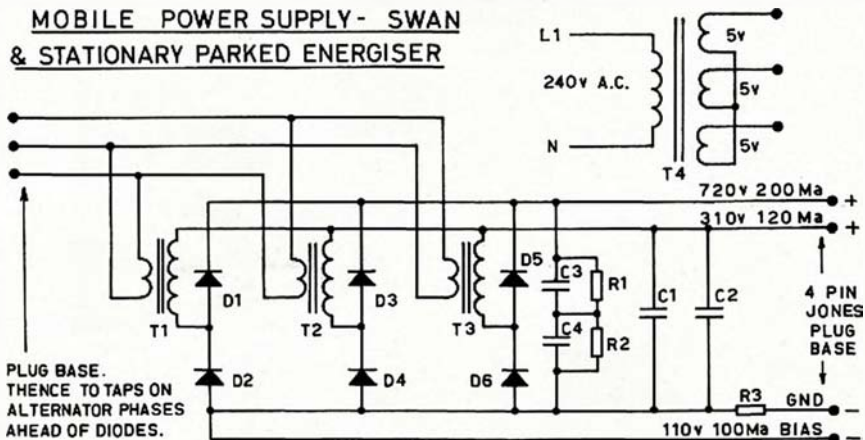 MOBILE POWER SUPPLY- SWAN
& STATIONARY PARKED ENERGISER
L1
240v A.C.
N
5v
5v
5v
T4
720v 200 Ma +
310v 120 Ma +
D1
D2
D3
D4
D5
D6
T1
T2
T3
C3
C4
R1
R2
C1
C2
4 PIN
JONES
PLUG
BASE
PLUG BASE.
THENCE TO TAPS ON
ALTERNATOR PHASES
AHEAD OF DIODES.
R3
GND -
110v 100Ma BIAS -